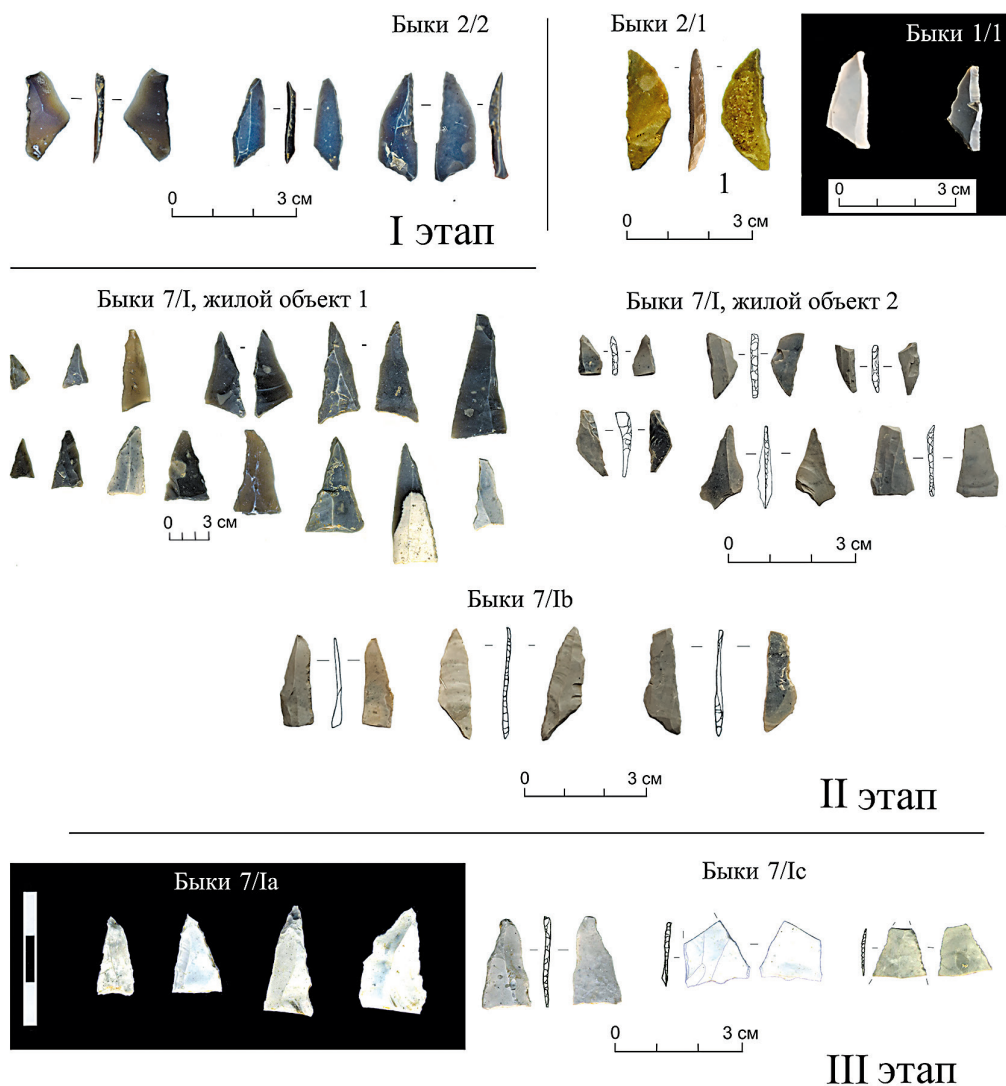 Быки 2/2
0 3 см
I этап
Быки 2/1
1
0 3 см
Быки 1/1
0 3 см
Быки 7/I, жилой объект 1
3 см
Быки 7/I, жилой объект 2
0 3 см
Быки 7/Ib
0 3 см
II этап
Быки 7/Ia
Быки 7/Ic
0 3 см
III этап